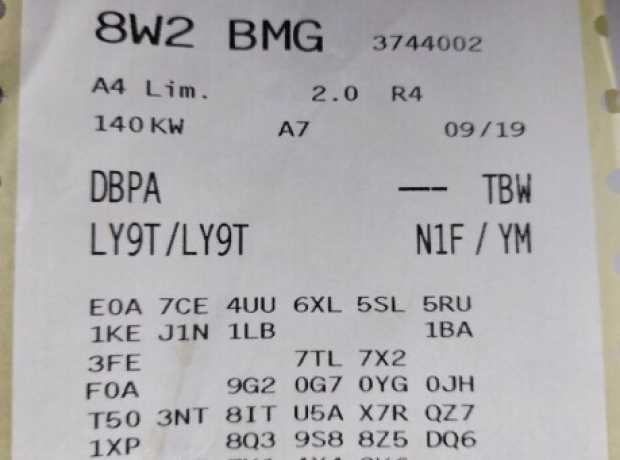 8W2 BMG 3744002
A4 Lim. 2.0 R4
140KW A7 09/19
DBPA -- TBW
LY9T/LY9T N1F / YM
E0A 7CE 4UU 6XL 5SL 5RU
1KE J1N 1LB 1BA
3FE 7TL 7X2
F0A 9G2 0G7 0YG 0JH
T50 3NT 8IT U5A X7R QZ7
1XP 8Q3 9S8 8Z5 DQ6